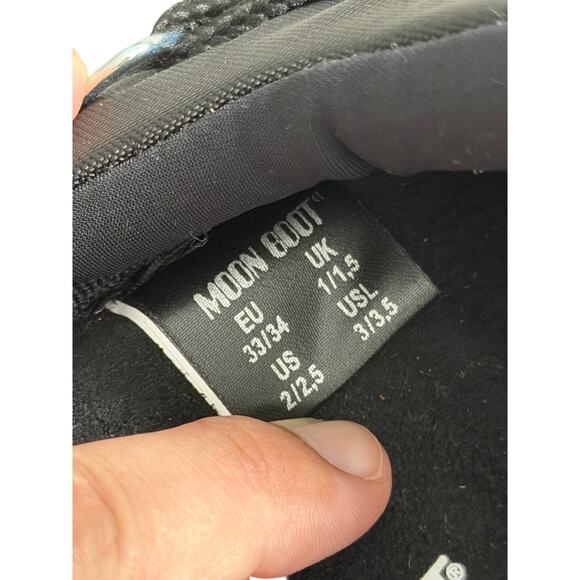 MOON BOOT"
EU UK
33/34 1/1,5
US USL
2/2,5 3/3,5
®